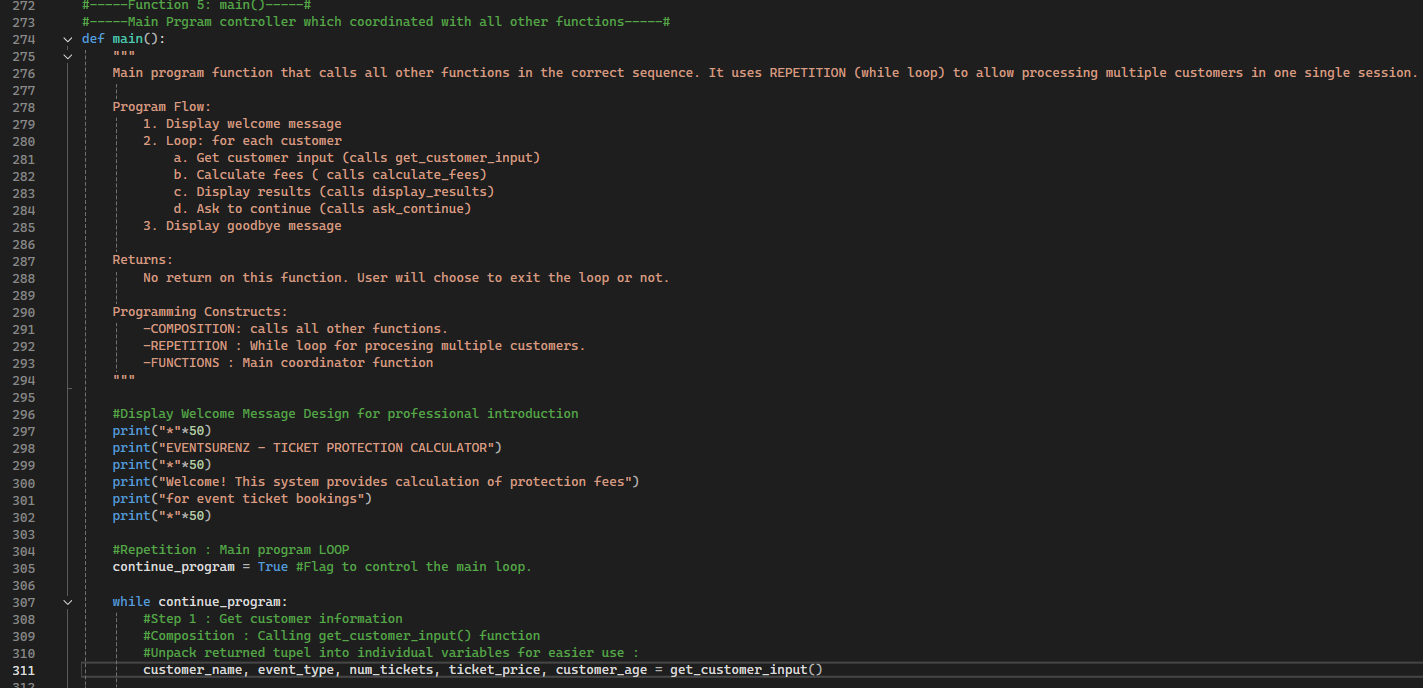 272 #-----Function 5: main()-----#
273 #-----Main Prgram controller which coordinated with all other functions-----#
274 def main():
275 """
276 Main program function that calls all other functions in the correct sequence. It uses REPETITION (while loop) to allow processing multiple customers in one single session.
277
278 Program Flow:
279 1. Display welcome message
280 2. Loop: for each customer
281 a. Get customer input (calls get_customer_input)
282 b. Calculate fees ( calls calculate_fees)
283 c. Display results (calls display_results)
284 d. Ask to continue (calls ask_continue)
285 3. Display goodbye message
286
287 Returns:
288 No return on this function. User will choose to exit the loop or not.
289
290 Programming Constructs:
291 -COMPOSITION: calls all other functions.
292 -REPETITION : While loop for procesing multiple customers.
293 -FUNCTIONS : Main coordinator function
294 """
295
296 #Display Welcome Message Design for professional introduction
297 print("*"*50)
298 print("EVENTSURENZ - TICKET PROTECTION CALCULATOR")
299 print("*"*50)
300 print("Welcome! This system provides calculation of protection fees")
301 print("for event ticket bookings")
302 print("*"*50)
303
304 #Repetition : Main program LOOP
305 continue_program = True #Flag to control the main loop.
306
307 while continue_program:
308 #Step 1 : Get customer information
309 #Composition : Calling get_customer_input() function
310 #Unpack returned tupel into individual variables for easier use :
311 customer_name, event_type, num_tickets, ticket_price, customer_age = get_customer_input()
312